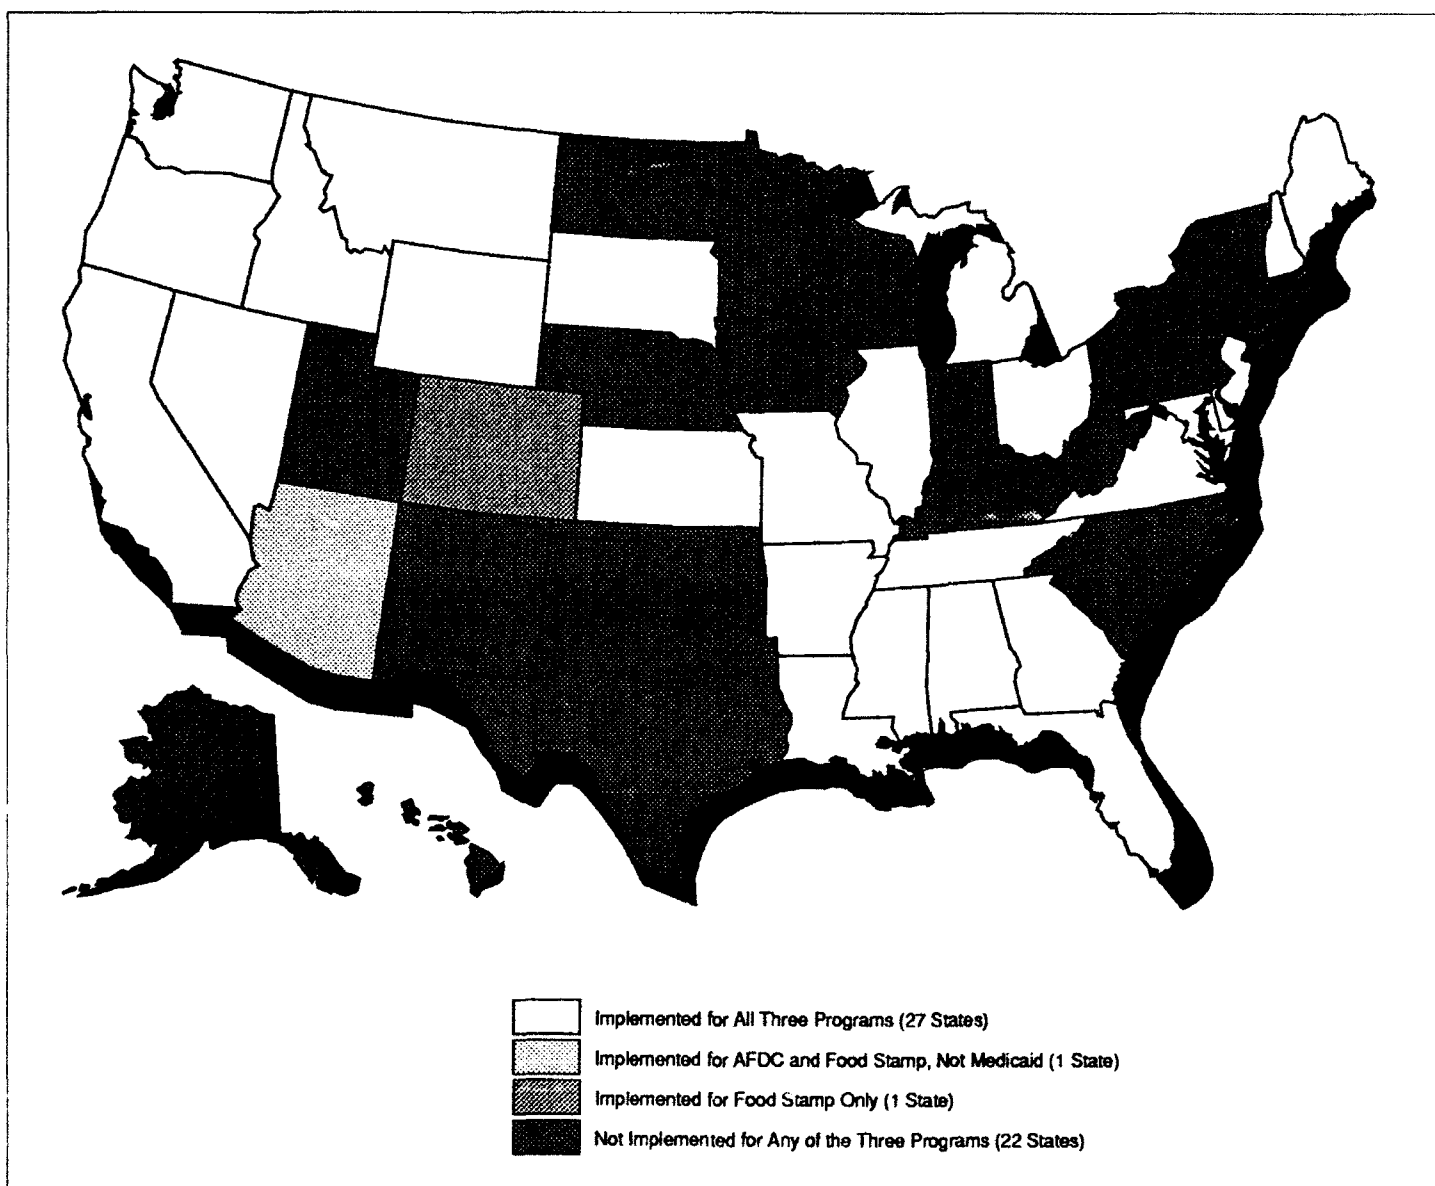 Implemented for All Three Programs (27 States)
Implemented for AFDC and Food Stamp, Not Medicaid (1 State)
Implemented for Food Stamp Only (1 State)
Not Implemented for Any of the Three Programs (22 States)